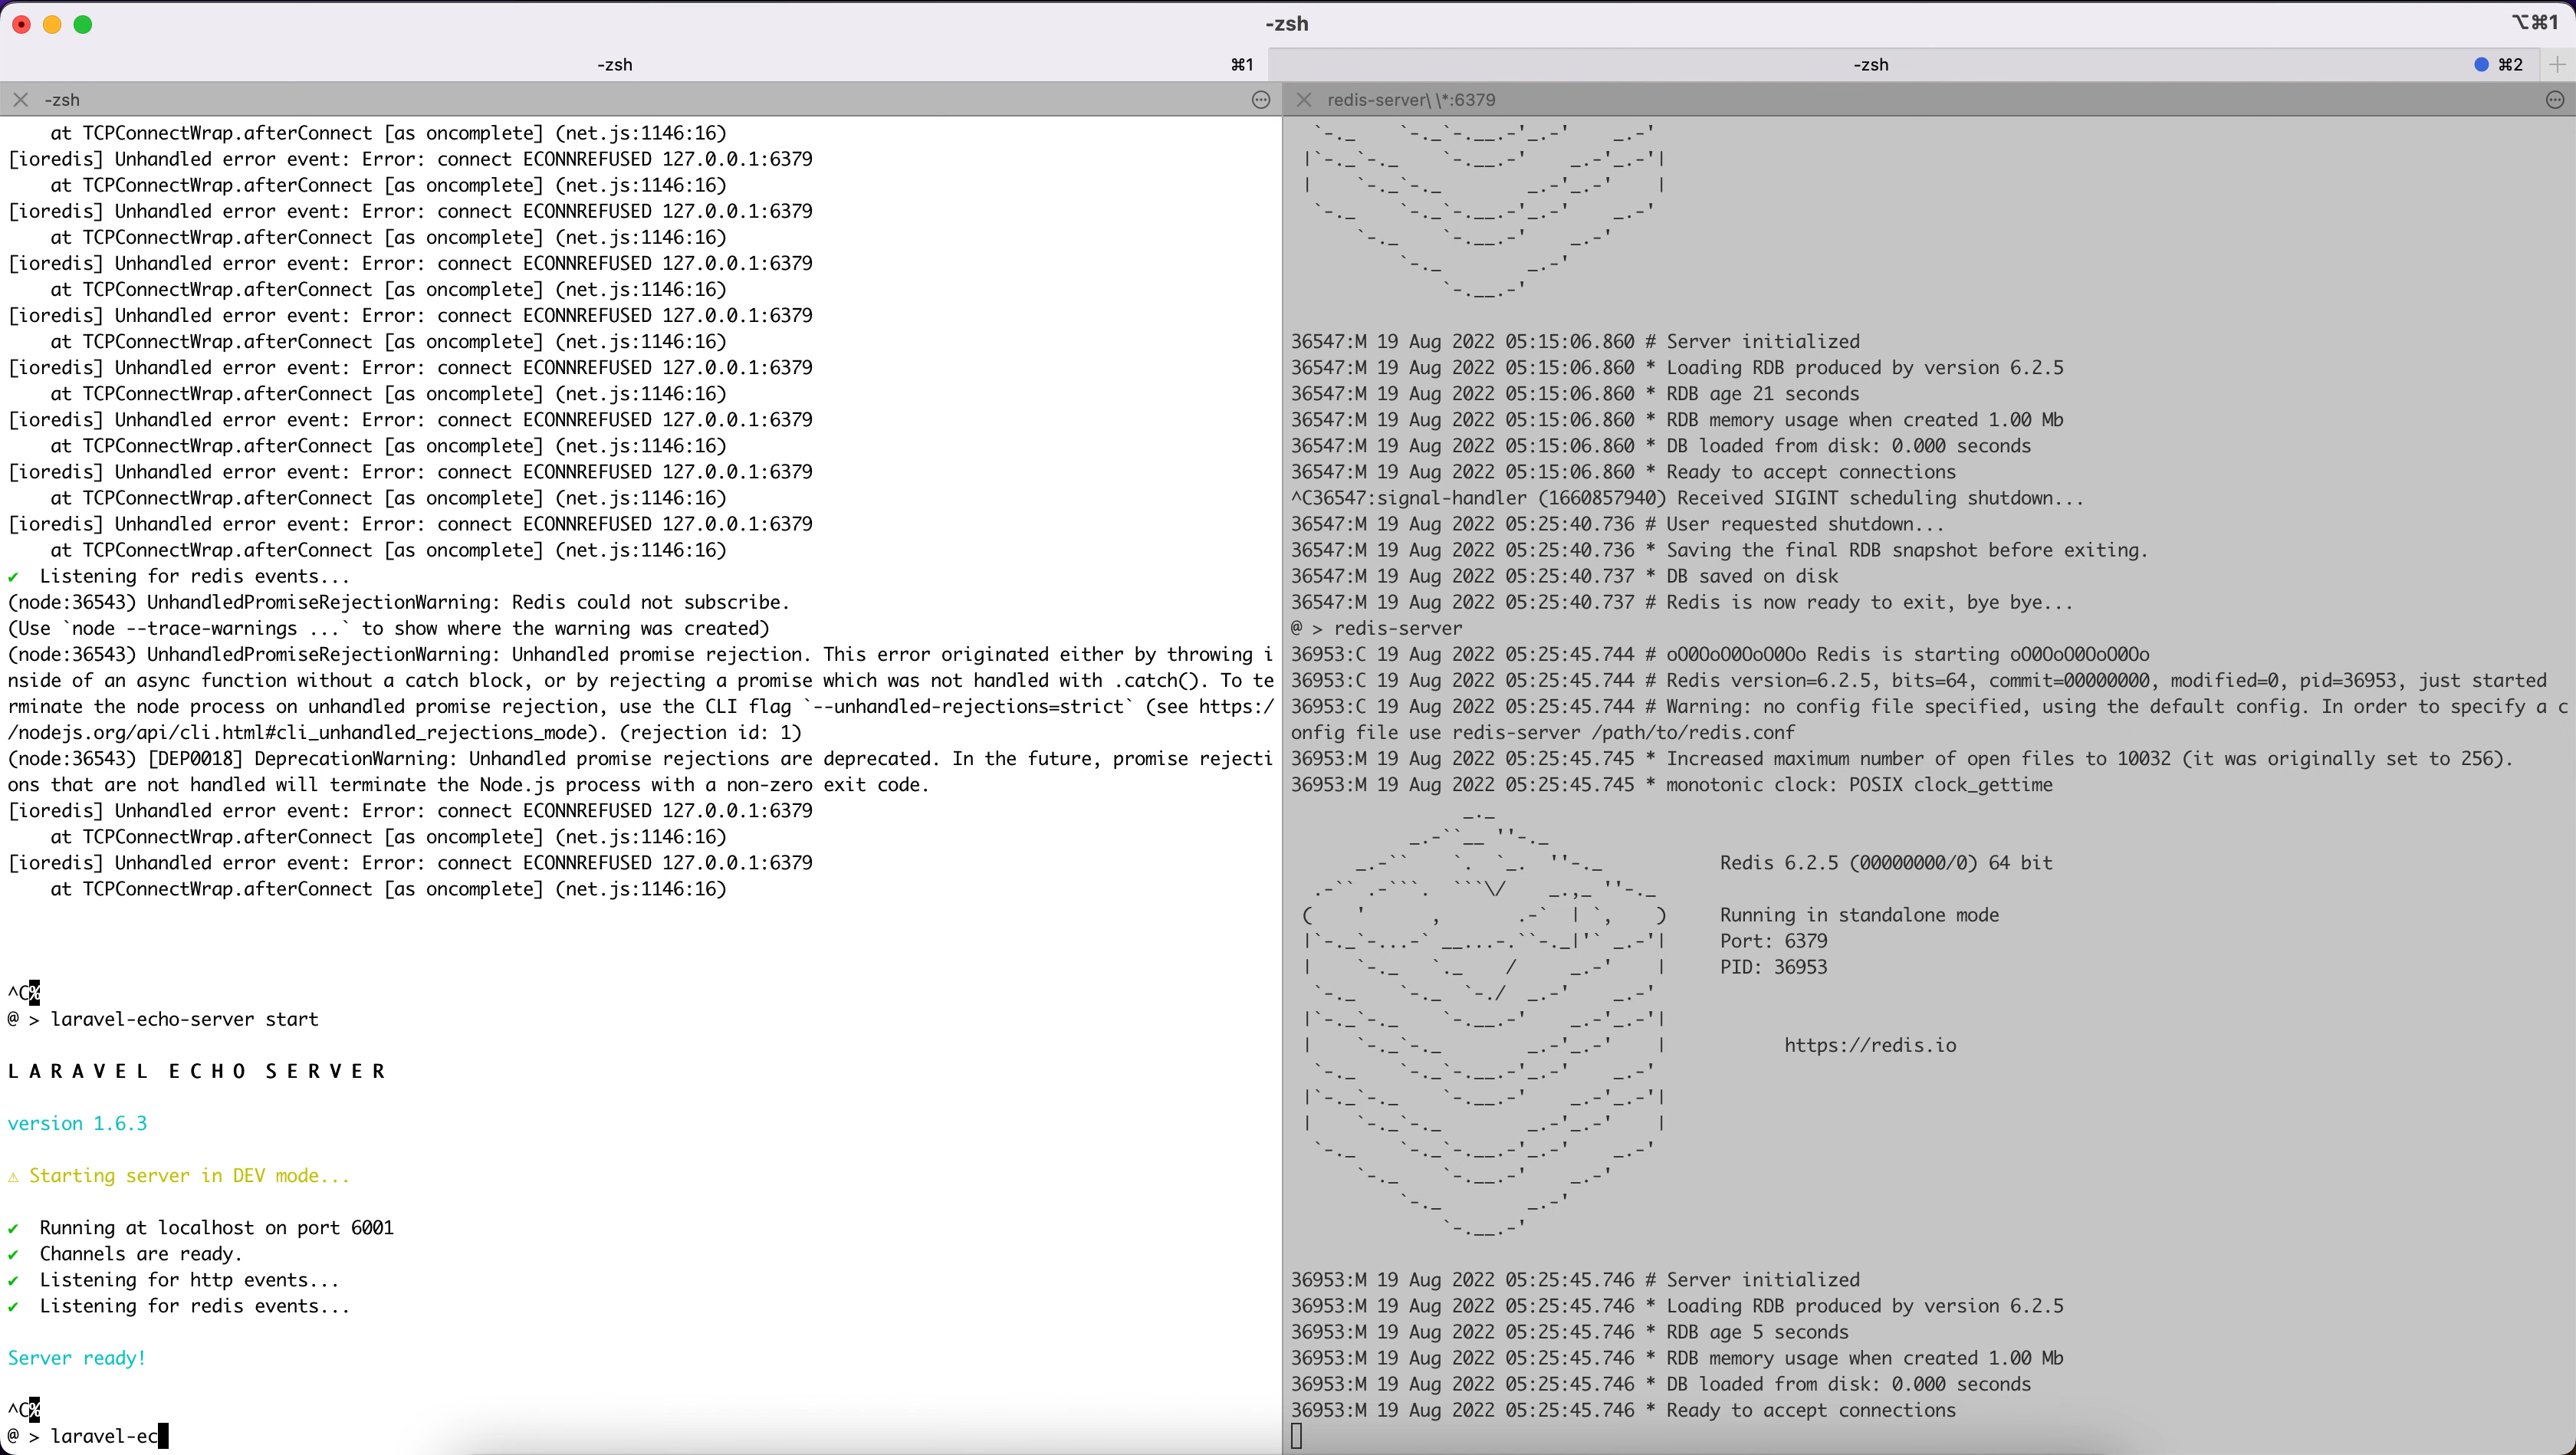 -zsh
⌥⌘1
-zsh ⌘1
-zsh ⌘2
-zsh
    at TCPConnectWrap.afterConnect [as oncomplete] (net.js:1146:16)
[ioredis] Unhandled error event: Error: connect ECONNREFUSED 127.0.0.1:6379
    at TCPConnectWrap.afterConnect [as oncomplete] (net.js:1146:16)
[ioredis] Unhandled error event: Error: connect ECONNREFUSED 127.0.0.1:6379
    at TCPConnectWrap.afterConnect [as oncomplete] (net.js:1146:16)
[ioredis] Unhandled error event: Error: connect ECONNREFUSED 127.0.0.1:6379
    at TCPConnectWrap.afterConnect [as oncomplete] (net.js:1146:16)
[ioredis] Unhandled error event: Error: connect ECONNREFUSED 127.0.0.1:6379
    at TCPConnectWrap.afterConnect [as oncomplete] (net.js:1146:16)
[ioredis] Unhandled error event: Error: connect ECONNREFUSED 127.0.0.1:6379
    at TCPConnectWrap.afterConnect [as oncomplete] (net.js:1146:16)
[ioredis] Unhandled error event: Error: connect ECONNREFUSED 127.0.0.1:6379
    at TCPConnectWrap.afterConnect [as oncomplete] (net.js:1146:16)
[ioredis] Unhandled error event: Error: connect ECONNREFUSED 127.0.0.1:6379
    at TCPConnectWrap.afterConnect [as oncomplete] (net.js:1146:16)
[ioredis] Unhandled error event: Error: connect ECONNREFUSED 127.0.0.1:6379
    at TCPConnectWrap.afterConnect [as oncomplete] (net.js:1146:16)
✔  Listening for redis events...
(node:36543) UnhandledPromiseRejectionWarning: Redis could not subscribe.
(Use `node --trace-warnings ...` to show where the warning was created)
(node:36543) UnhandledPromiseRejectionWarning: Unhandled promise rejection. This error originated either by throwing i
nside of an async function without a catch block, or by rejecting a promise which was not handled with .catch(). To te
rminate the node process on unhandled promise rejection, use the CLI flag `--unhandled-rejections=strict` (see https:/
/nodejs.org/api/cli.html#cli_unhandled_rejections_mode). (rejection id: 1)
(node:36543) [DEP0018] DeprecationWarning: Unhandled promise rejections are deprecated. In the future, promise rejecti
ons that are not handled will terminate the Node.js process with a non-zero exit code.
[ioredis] Unhandled error event: Error: connect ECONNREFUSED 127.0.0.1:6379
    at TCPConnectWrap.afterConnect [as oncomplete] (net.js:1146:16)
[ioredis] Unhandled error event: Error: connect ECONNREFUSED 127.0.0.1:6379
    at TCPConnectWrap.afterConnect [as oncomplete] (net.js:1146:16)
^C%
@ > laravel-echo-server start
L A R A V E L  E C H O  S E R V E R
version 1.6.3
⚠ Starting server in DEV mode...
✔  Running at localhost on port 6001
✔  Channels are ready.
✔  Listening for http events...
✔  Listening for redis events...
Server ready!
^C%
@ > laravel-ec
redis-server\ \*:6379
36547:M 19 Aug 2022 05:15:06.860 # Server initialized
36547:M 19 Aug 2022 05:15:06.860 * Loading RDB produced by version 6.2.5
36547:M 19 Aug 2022 05:15:06.860 * RDB age 21 seconds
36547:M 19 Aug 2022 05:15:06.860 * RDB memory usage when created 1.00 Mb
36547:M 19 Aug 2022 05:15:06.860 * DB loaded from disk: 0.000 seconds
36547:M 19 Aug 2022 05:15:06.860 * Ready to accept connections
^C36547:signal-handler (1660857940) Received SIGINT scheduling shutdown...
36547:M 19 Aug 2022 05:25:40.736 # User requested shutdown...
36547:M 19 Aug 2022 05:25:40.736 * Saving the final RDB snapshot before exiting.
36547:M 19 Aug 2022 05:25:40.737 * DB saved on disk
36547:M 19 Aug 2022 05:25:40.737 # Redis is now ready to exit, bye bye...
@ > redis-server
36953:C 19 Aug 2022 05:25:45.744 # oO0OoO0OoO0Oo Redis is starting oO0OoO0OoO0Oo
36953:C 19 Aug 2022 05:25:45.744 # Redis version=6.2.5, bits=64, commit=00000000, modified=0, pid=36953, just started
36953:C 19 Aug 2022 05:25:45.744 # Warning: no config file specified, using the default config. In order to specify a c
onfig file use redis-server /path/to/redis.conf
36953:M 19 Aug 2022 05:25:45.745 * Increased maximum number of open files to 10032 (it was originally set to 256).
36953:M 19 Aug 2022 05:25:45.745 * monotonic clock: POSIX clock_gettime
Redis 6.2.5 (00000000/0) 64 bit
Running in standalone mode
Port: 6379
PID: 36953
https://redis.io
36953:M 19 Aug 2022 05:25:45.746 # Server initialized
36953:M 19 Aug 2022 05:25:45.746 * Loading RDB produced by version 6.2.5
36953:M 19 Aug 2022 05:25:45.746 * RDB age 5 seconds
36953:M 19 Aug 2022 05:25:45.746 * RDB memory usage when created 1.00 Mb
36953:M 19 Aug 2022 05:25:45.746 * DB loaded from disk: 0.000 seconds
36953:M 19 Aug 2022 05:25:45.746 * Ready to accept connections